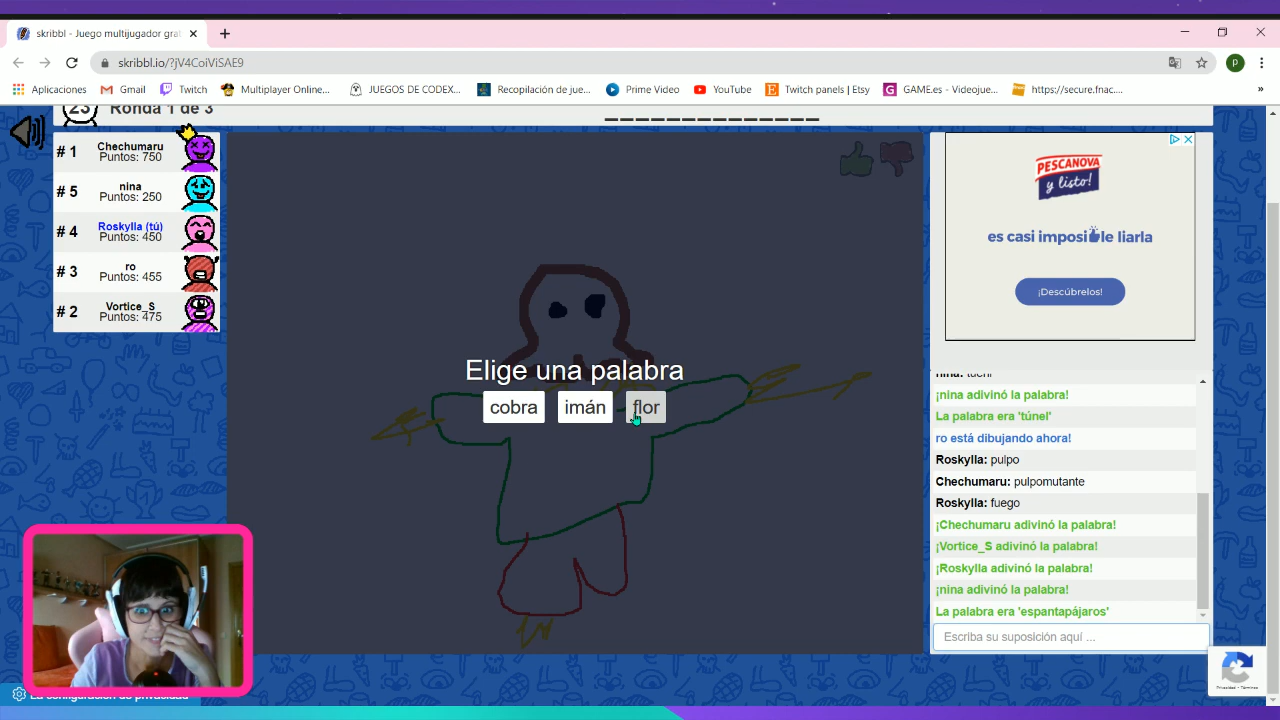 skribbl - Juego multijugador grat
skribbl.io/?jV4CoiViSAE9
Aplicaciones
Gmail
Twitch
Multiplayer Online...
JUEGOS DE CODEX...
Recopilación de jue...
Prime Video
YouTube
Twitch panels | Etsy
GAME.es - Videojue...
https://secure.fnac....
23
Ronda 1 de 3
# 1
Chechumaru
Puntos: 750
# 5
nina
Puntos: 250
# 4
Roskylla (tú)
Puntos: 450
# 3
ro
Puntos: 455
# 2
Vortice_S
Puntos: 475
Elige una palabra
cobra
imán
flor
PESCANOVA
y listo!
es casi imposible liarla
¡Descúbrelos!
¡nina adivinó la palabra!
La palabra era 'túnel'
ro está dibujando ahora!
Roskylla: pulpo
Chechumaru: pulpomutante
Roskylla: fuego
¡Chechumaru adivinó la palabra!
¡Vortice_S adivinó la palabra!
¡Roskylla adivinó la palabra!
¡nina adivinó la palabra!
La palabra era 'espantapájaros'
Escriba su suposición aquí ...
Privacidad - Términos
La configuración de privacidad